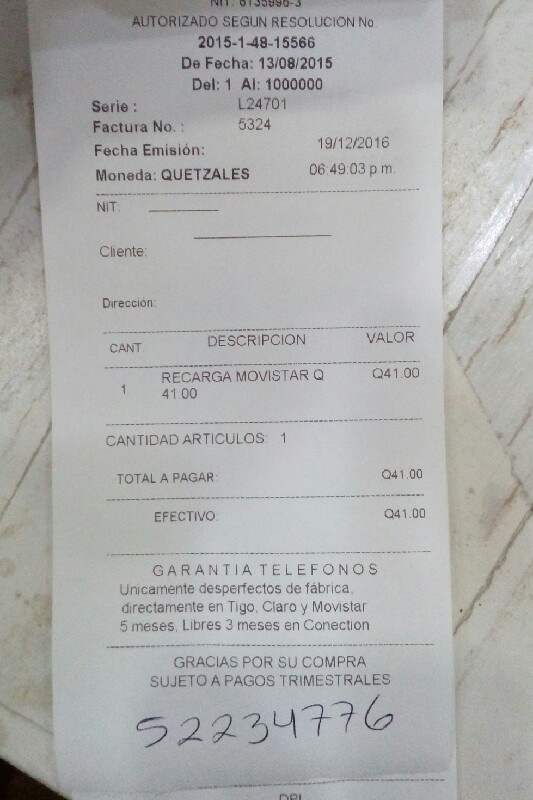 NIT: 6135996-3
AUTORIZADO SEGUN RESOLUCION No
2015-1-48-15566
De Fecha: 13/08/2015
Del: 1 Al: 1000000
Serie : L24701
Factura No. : 5324
Fecha Emisión: 19/12/2016
Moneda: QUETZALES 06:49:03 p.m.
NIT:
Cliente:
Dirección:
CANT DESCRIPCION VALOR
1 RECARGA MOVISTAR Q Q41.00
41.00
CANTIDAD ARTICULOS: 1
TOTAL A PAGAR: Q41.00
EFECTIVO: Q41.00
GARANTIA TELEFONOS
Unicamente desperfectos de fábrica,
directamente en Tigo, Claro y Movistar
5 meses, Libres 3 meses en Conection
GRACIAS POR SU COMPRA
SUJETO A PAGOS TRIMESTRALES
52234776
DPI